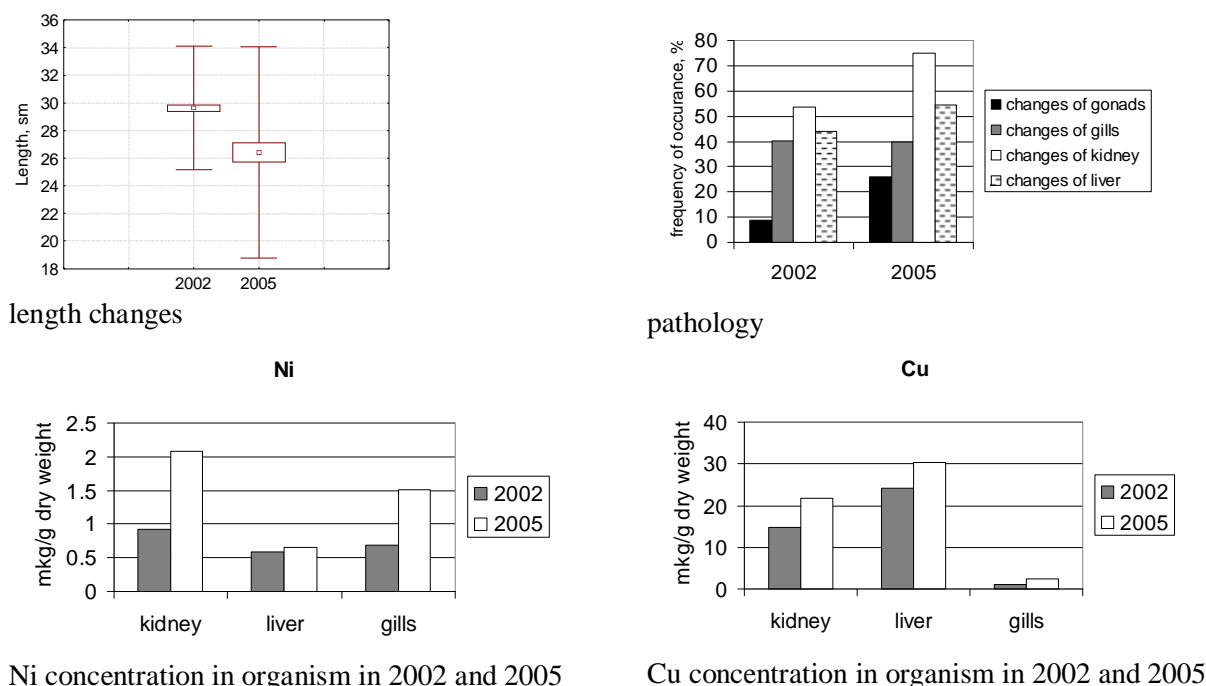 36
34
32
30
28
26
24
22
20
18
Length, sm
2002 2005
length changes
80
70
60
50
40
30
20
10
0
frequency of occurance, %
2002 2005
changes of gonads
changes of gills
changes of kidney
changes of liver
pathology
Ni
2.5
2
1.5
1
0.5
0
mkg/g dry weight
kidney liver gills
2002
2005
Ni concentration in organism in 2002 and 2005
Cu
40
30
20
10
0
mkg/g dry weight
kidney liver gills
2002
2005
Cu concentration in organism in 2002 and 2005